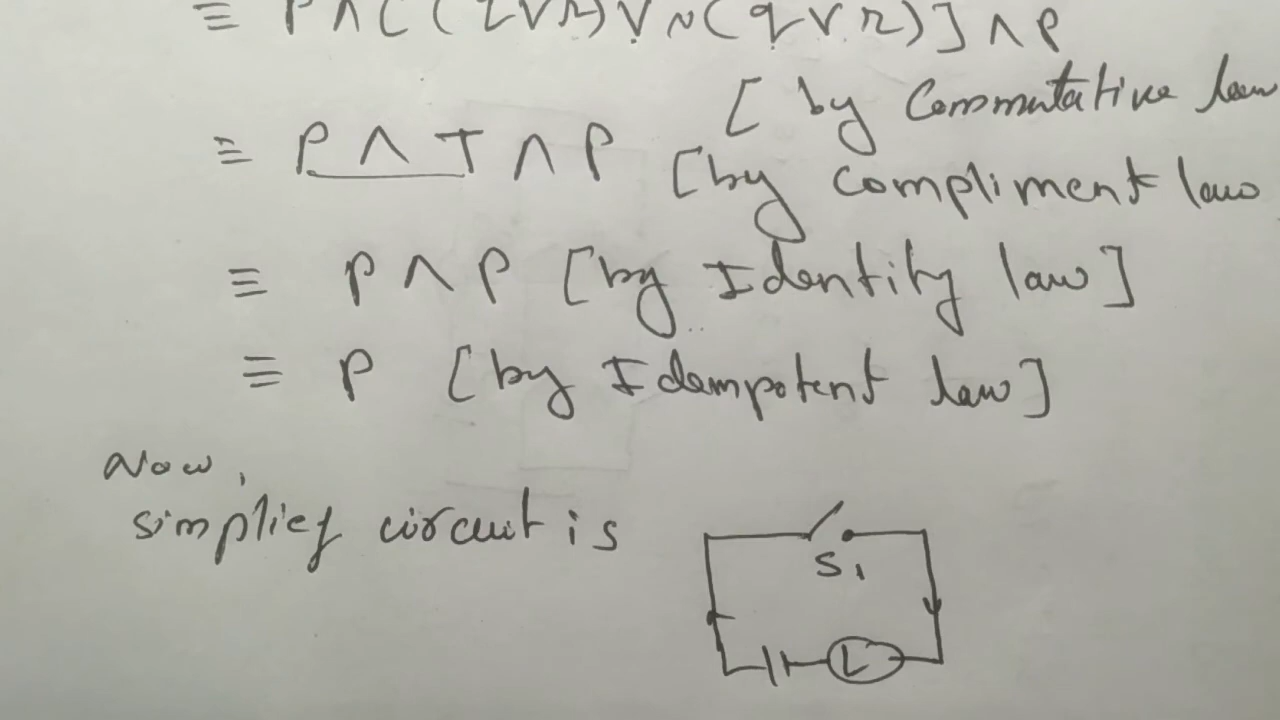 ≡ P ∧ [ (q ∨ r) ∨ ~(q ∨ r) ] ∧ P
[ by Commutative law
≡ P ∧ T ∧ P [by compliment law
≡ P ∧ P [by Identity law]
≡ P [by Idempotent law]
Now,
simplief circuit is
S₁
L